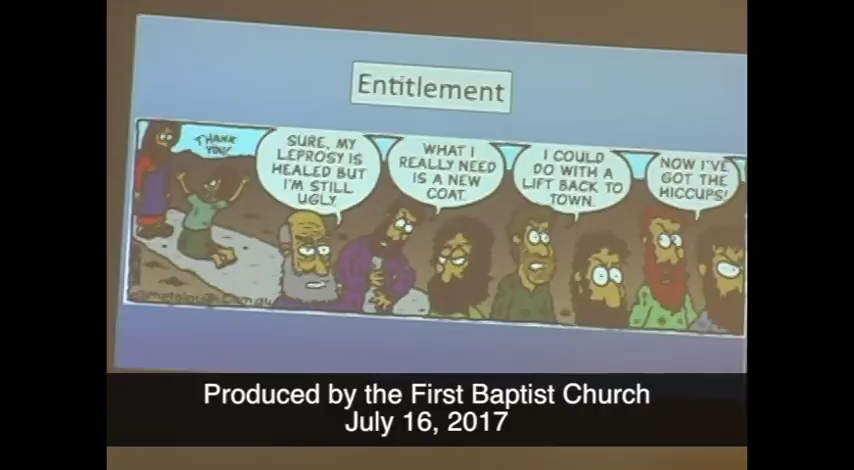 Entitlement
THANK
YOU!
SURE, MY
LEPROSY IS
HEALED BUT
I'M STILL
UGLY.
WHAT I
REALLY NEED
IS A NEW
COAT.
I COULD
DO WITH A
LIFT BACK TO
TOWN.
NOW I'VE
GOT THE
HICCUPS!
Produced by the First Baptist Church
July 16, 2017